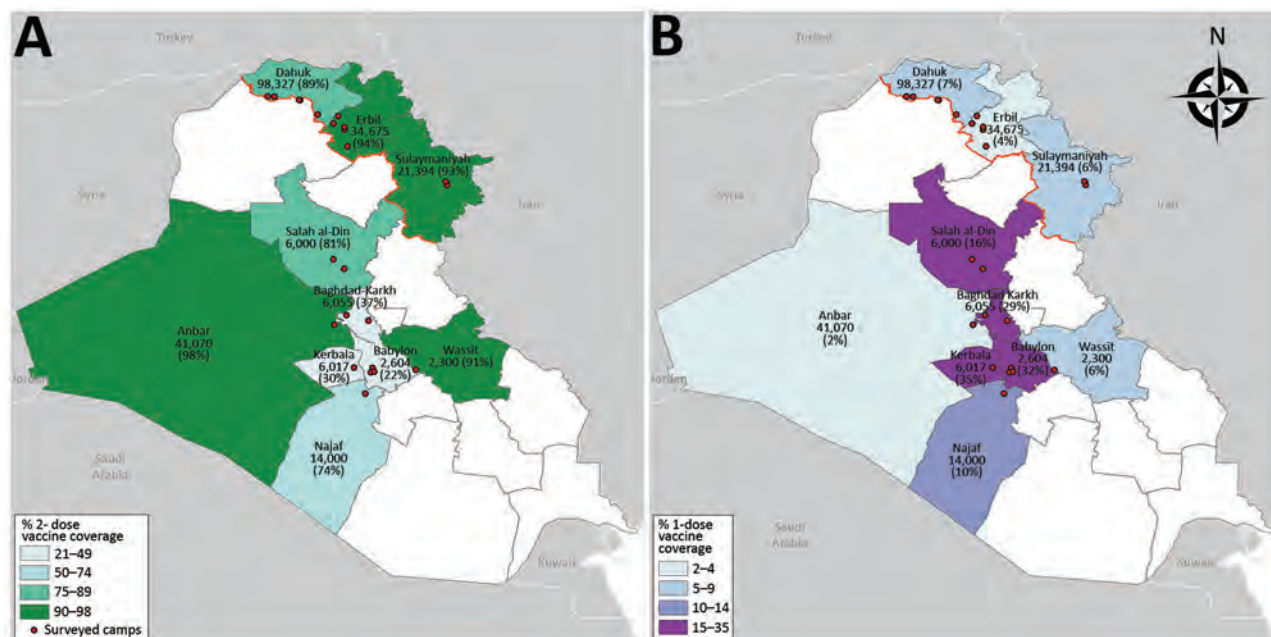 A
Turkey
Dahuk
98,327 (89%)
Erbil
34,675
(94%)
Sulaymaniyah
21,394 (93%)
Syria
Iran
Salah al-Din
6,000 (81%)
Baghdad-Karkh
6,055 (37%)
Anbar
41,070
(98%)
Kerbala
6,017
(30%)
Babylon
2,604
(22%)
Wassit
2,300 (91%)
Jordan
Najaf
14,000
(74%)
Saudi
Arabia
Kuwait
% 2- dose
vaccine coverage
21–49
50–74
75–89
90–98
Surveyed camps
B
N
Turkey
Dahuk
98,327 (7%)
Erbil
34,675
(4%)
Sulaymaniyah
21,394 (6%)
Syria
Iran
Salah al-Din
6,000 (16%)
Baghdad Karkh
6,055 (29%)
Anbar
41,070
(2%)
Kerbala
6,017
(35%)
Babylon
2,604
(32%)
Wassit
2,300
(6%)
Jordan
Najaf
14,000
(10%)
Saudi
Arabia
Kuwait
% 1-dose
vaccine
coverage
2–4
5–9
10–14
15–35